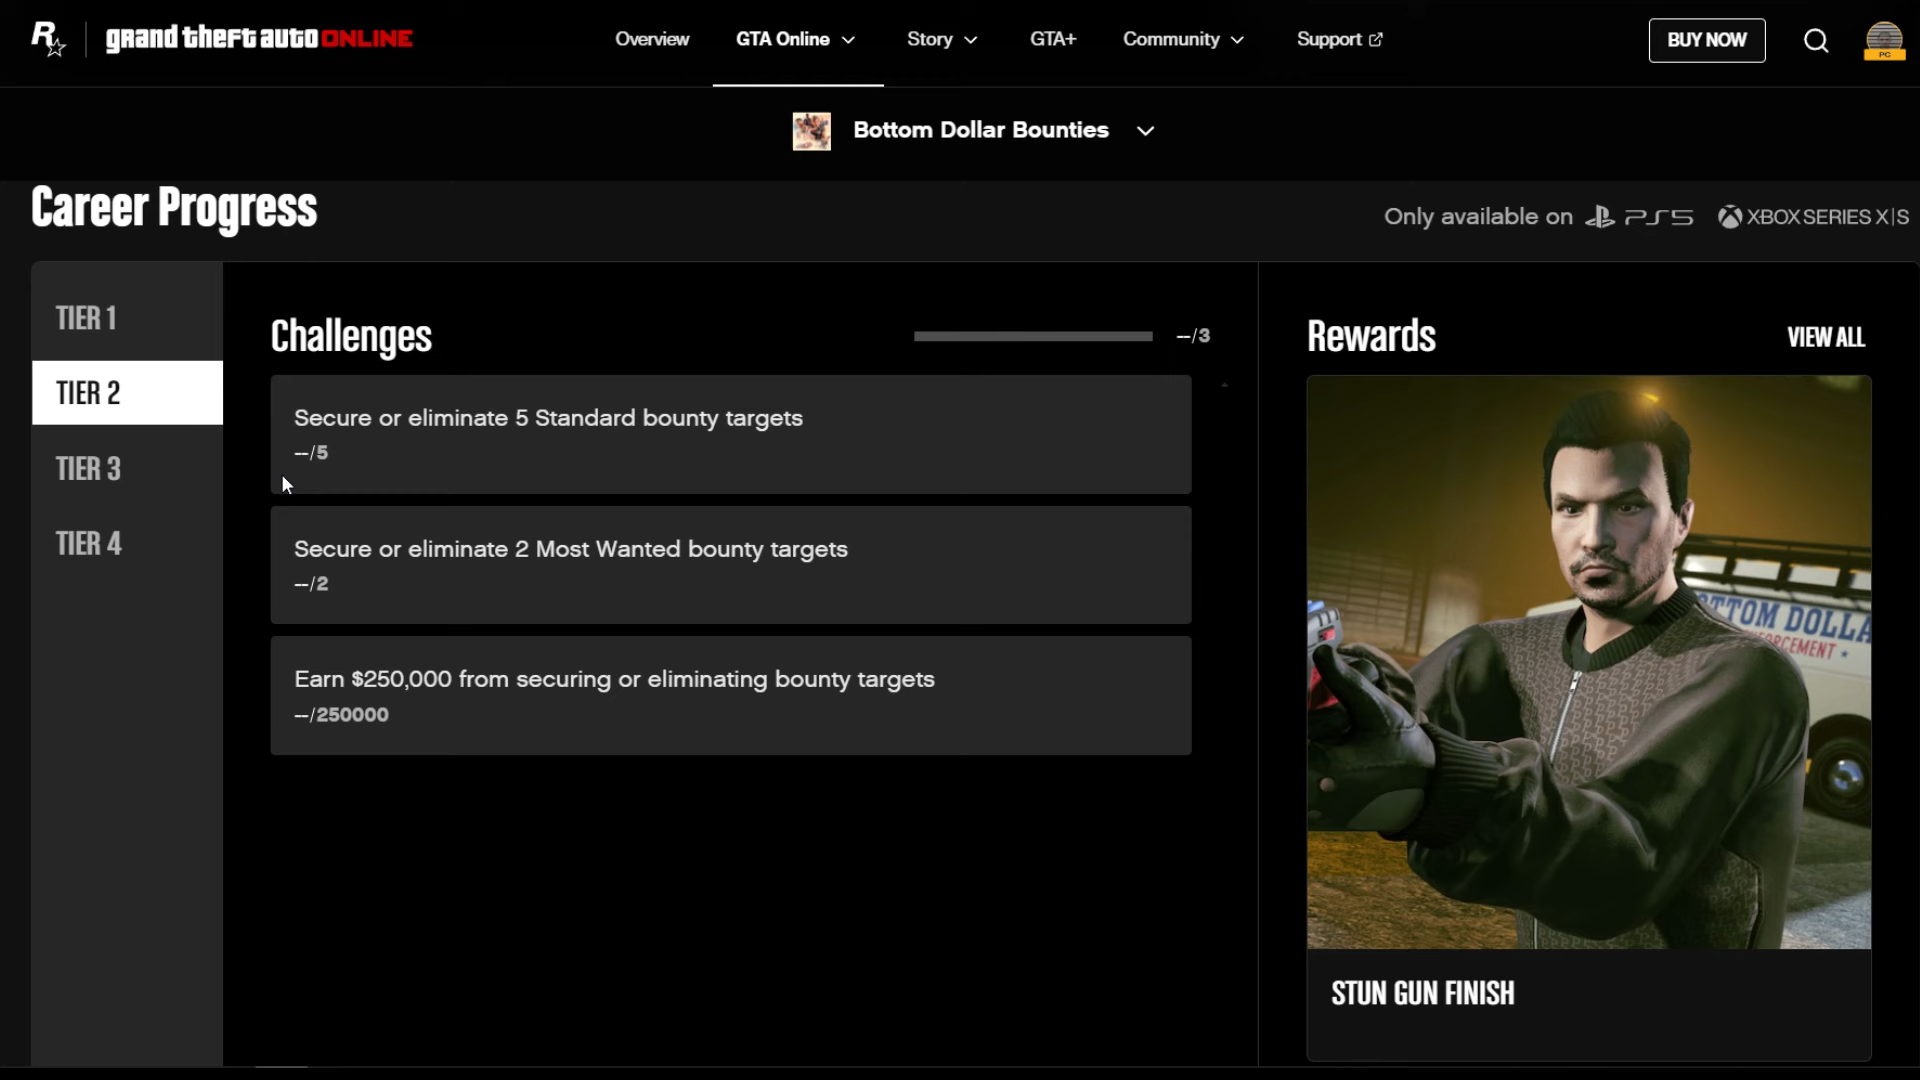 grand theft auto ONLINE
Overview
GTA Online
Story
GTA+
Community
Support
BUY NOW
PC
Bottom Dollar Bounties
Career Progress
Only available on PS5 XBOX SERIES X|S
TIER 1
TIER 2
TIER 3
TIER 4
Challenges
--/3
Secure or eliminate 5 Standard bounty targets
--/5
Secure or eliminate 2 Most Wanted bounty targets
--/2
Earn $250,000 from securing or eliminating bounty targets
--/250000
Rewards
VIEW ALL
STUN GUN FINISH